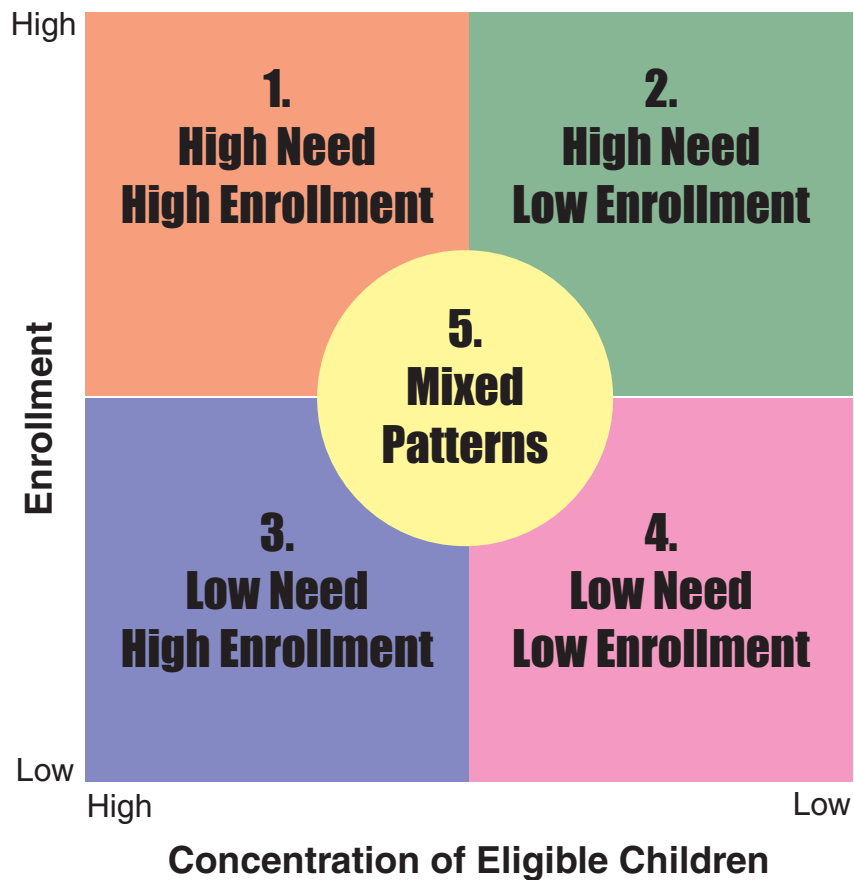 High
1.
High Need
High Enrollment
2.
High Need
Low Enrollment
5.
Mixed
Patterns
Enrollment
3.
Low Need
High Enrollment
4.
Low Need
Low Enrollment
Low
High
Low
Concentration of Eligible Children